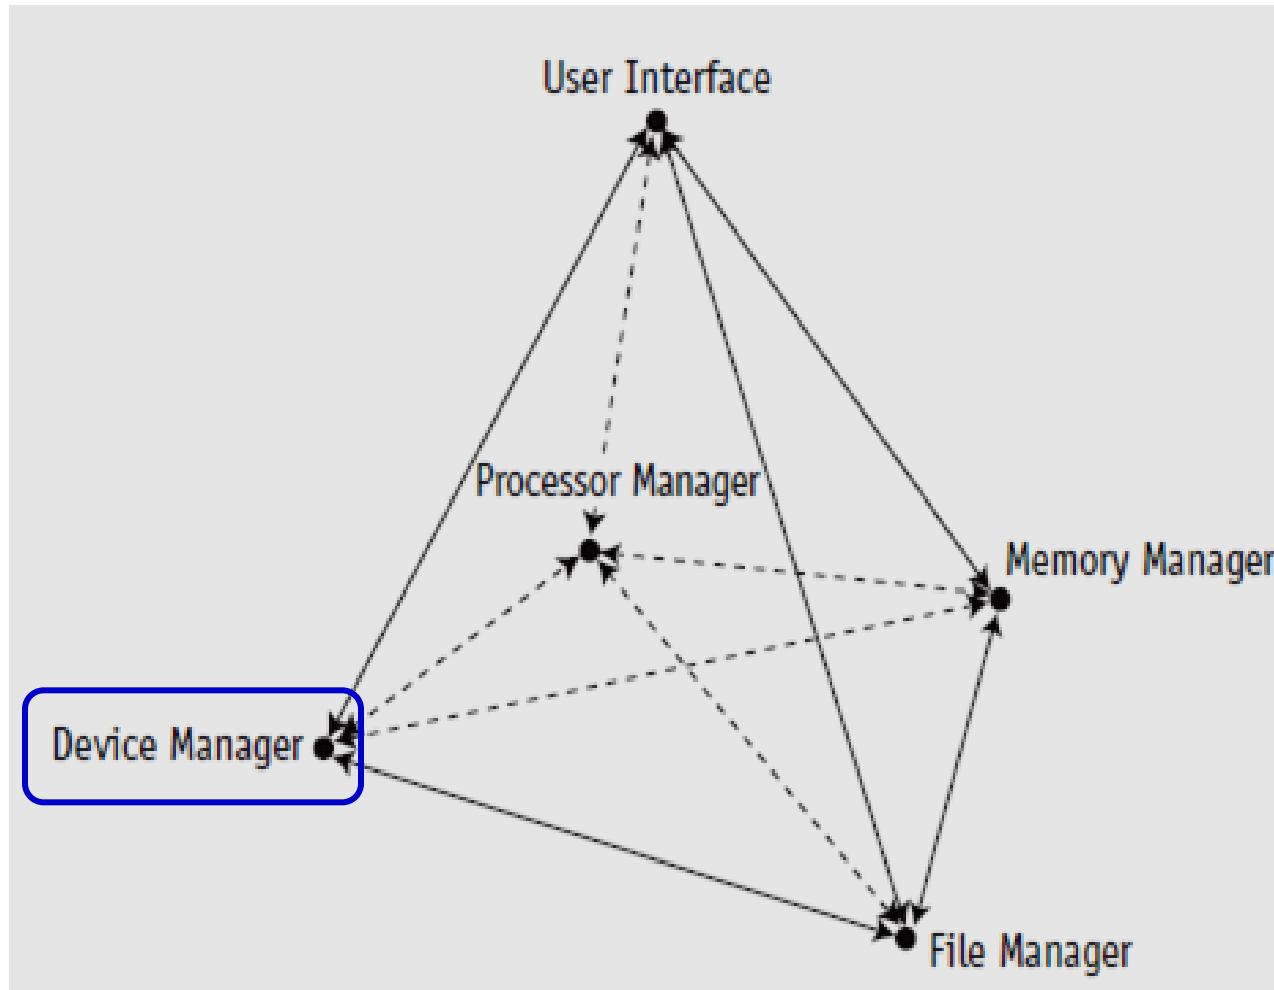 User Interface
Processor Manager
Memory Manager
Device Manager
File Manager